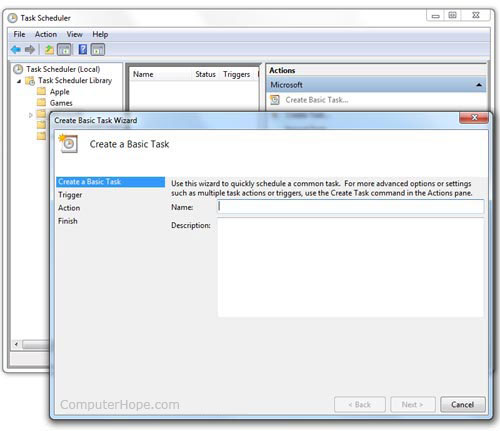 Task Scheduler
File Action View Help
Task Scheduler (Local)
Task Scheduler Library
Apple
Games
Name Status Triggers
Actions
Microsoft
Create Basic Task...
Create Basic Task Wizard
Create a Basic Task
Create a Basic Task
Trigger
Action
Finish
Use this wizard to quickly schedule a common task. For more advanced options or settings
such as multiple task actions or triggers, use the Create Task command in the Actions pane.
Name:
Description:
< Back Next > Cancel
ComputerHope.com